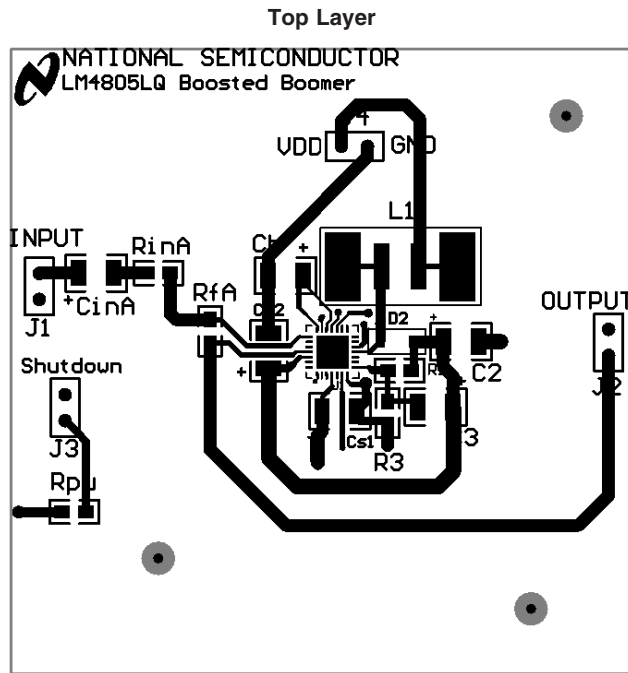 Top Layer
NATIONAL SEMICONDUCTOR
LM4805LQ Boosted Boomer
VDD
GND
L1
INPUT
RinA
+
+
CinA
RfA
J1
D2
+
OUTPUT
C2
J2
Shutdown
+
J3
Cs1
R3
Rpu